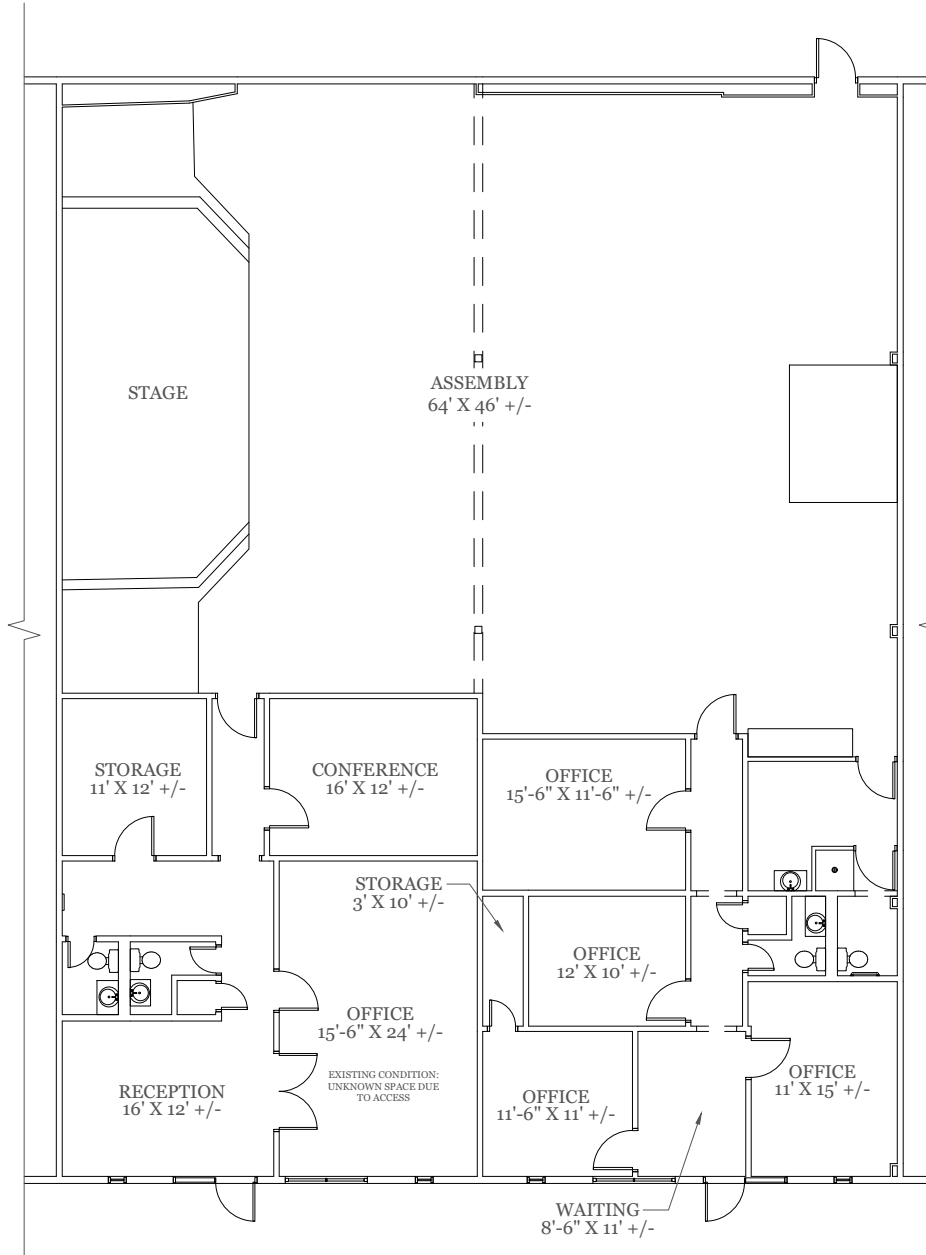 STAGE
ASSEMBLY
64' X 46' +/-
STORAGE
11' X 12' +/-
CONFERENCE
16' X 12' +/-
OFFICE
15'-6" X 11'-6" +/-
STORAGE
3' X 10' +/-
OFFICE
12' X 10' +/-
OFFICE
15'-6" X 24' +/-
EXISTING CONDITION:
UNKNOWN SPACE DUE
TO ACCESS
RECEPTION
16' X 12' +/-
OFFICE
11'-6" X 11' +/-
OFFICE
11' X 15' +/-
WAITING
8'-6" X 11' +/-